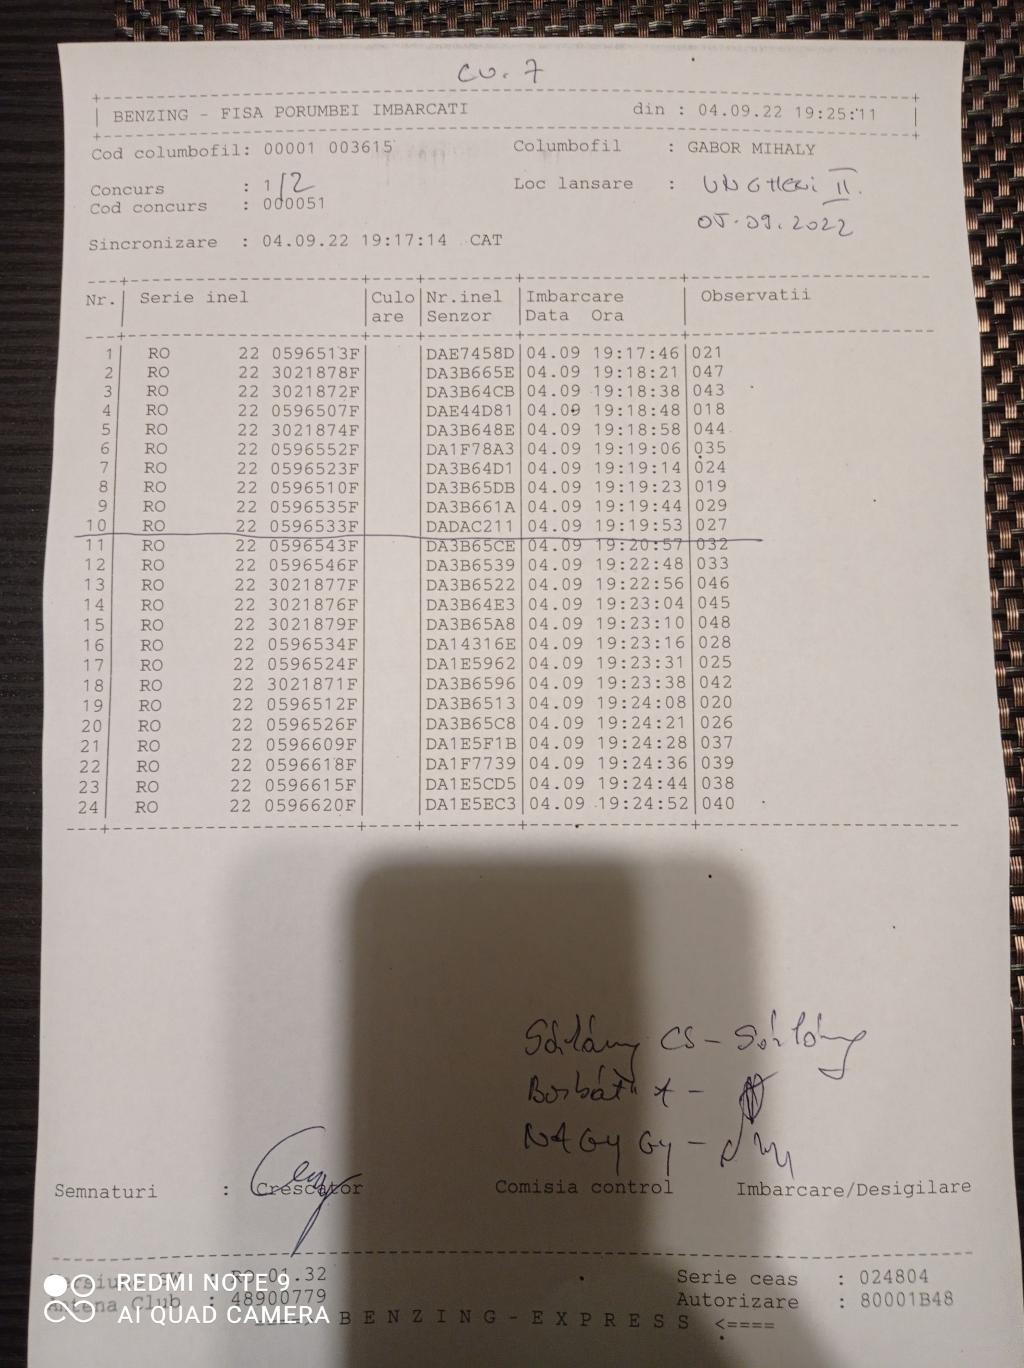 CU. 7
BENZING - FISA PORUMBEI IMBARCATI din : 04.09.22 19:25:11
Cod columbofil: 00001 003615 Columbofil : GABOR MIHALY
Concurs : 1/2 Loc lansare : UNGHENI II.
Cod concurs : 000051 05.09.2022
Sincronizare : 04.09.22 19:17:14 CAT
Nr. Serie inel Culo Nr.inel Imbarcare Observatii
are Senzor Data Ora
1 RO 22 0596513F DAE7458D 04.09 19:17:46 021
2 RO 22 3021878F DA3B665E 04.09 19:18:21 047
3 RO 22 3021872F DA3B64CB 04.09 19:18:38 043
4 RO 22 0596507F DAE44D81 04.09 19:18:48 018
5 RO 22 3021874F DA3B648E 04.09 19:18:58 044
6 RO 22 0596552F DA1F78A3 04.09 19:19:06 035
7 RO 22 0596523F DA3B64D1 04.09 19:19:14 024
8 RO 22 0596510F DA3B65DB 04.09 19:19:23 019
9 RO 22 0596535F DA3B661A 04.09 19:19:44 029
10 RO 22 0596533F DADAC211 04.09 19:19:53 027
11 RO 22 0596543F DA3B65CE 04.09 19:20:57 032
12 RO 22 0596546F DA3B6539 04.09 19:22:48 033
13 RO 22 3021877F DA3B6522 04.09 19:22:56 046
14 RO 22 3021876F DA3B64E3 04.09 19:23:04 045
15 RO 22 3021879F DA3B65A8 04.09 19:23:10 048
16 RO 22 0596534F DA14316E 04.09 19:23:16 028
17 RO 22 0596524F DA1E5962 04.09 19:23:31 025
18 RO 22 3021871F DA3B6596 04.09 19:23:38 042
19 RO 22 0596512F DA3B6513 04.09 19:24:08 020
20 RO 22 0596526F DA3B65C8 04.09 19:24:21 026
21 RO 22 0596609F DA1E5F1B 04.09 19:24:28 037
22 RO 22 0596618F DA1F7739 04.09 19:24:36 039
23 RO 22 0596615F DA1E5CD5 04.09 19:24:44 038
24 RO 22 0596620F DA1E5EC3 04.09 19:24:52 040
CS -
Borbát -
NAGY GY -
Semnaturi : Crescator Comisia control Imbarcare/Desigilare
01.32 Serie ceas : 024804
Antena Club : 48900779 Autorizare : 80001B48
BENZING-EXPRESS <====
REDMI NOTE 9
AI QUAD CAMERA